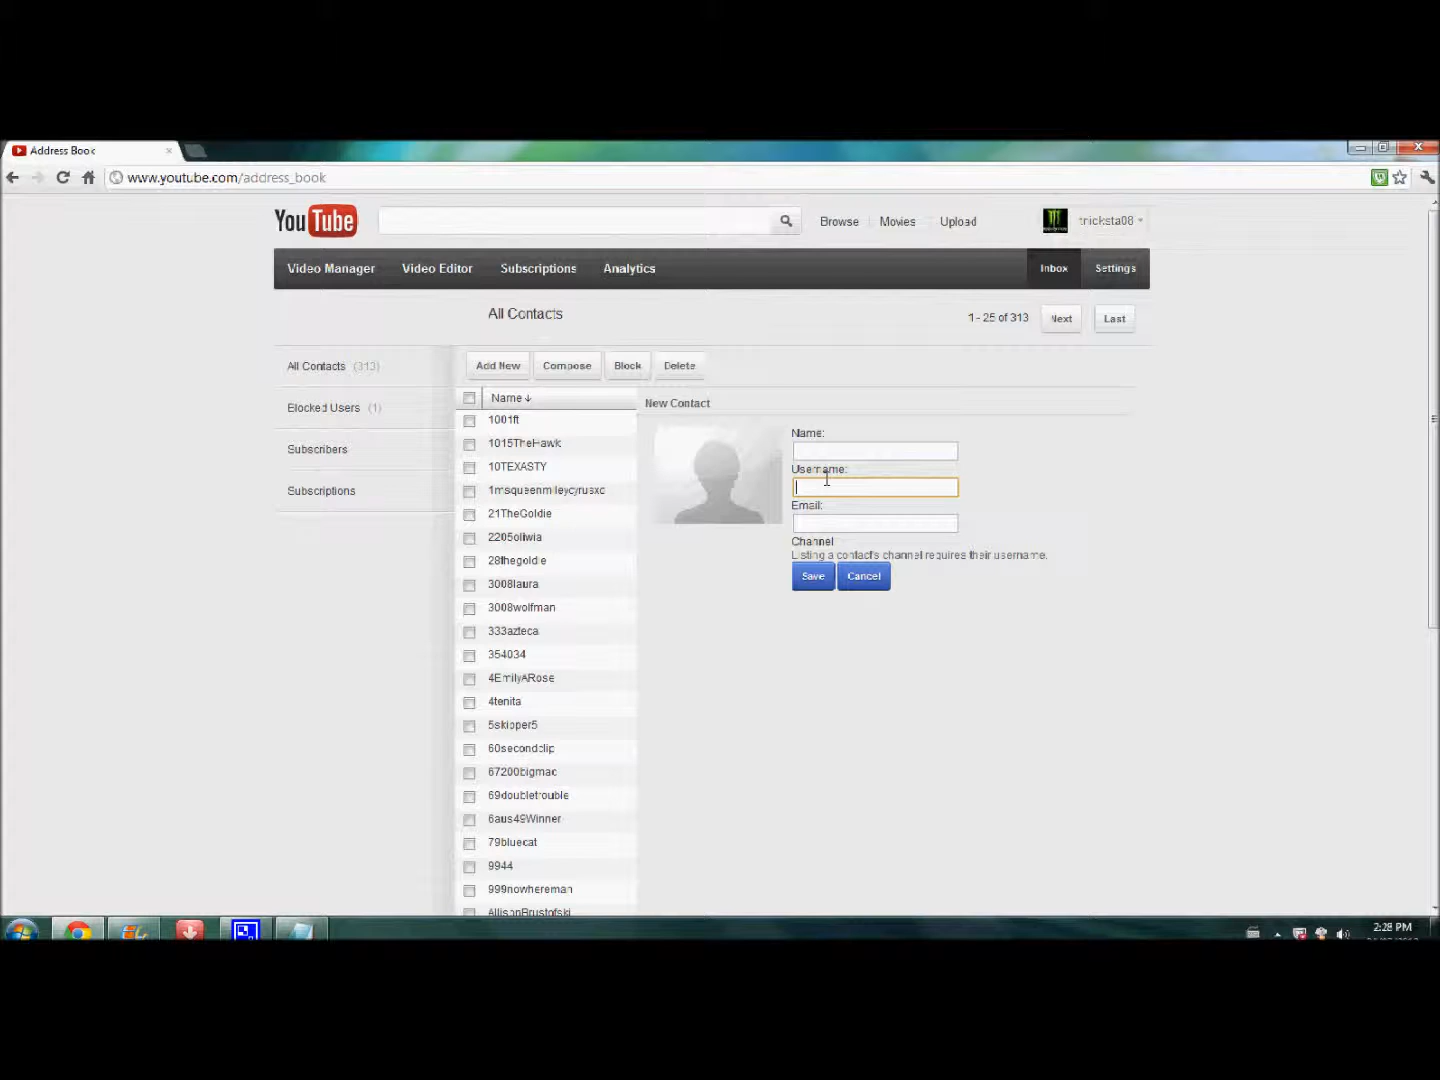 Address Book
www.youtube.com/address_book
YouTube
Browse
Movies
Upload
tricksta08
Video Manager
Video Editor
Subscriptions
Analytics
Inbox
Settings
All Contacts
1 - 25 of 313
Next
Last
All Contacts (313)
Blocked Users (1)
Subscribers
Subscriptions
Add New
Compose
Block
Delete
Name ↓
1001ft
1015TheHawk
10TEXASTY
1msqueenmileycyrusxo
21TheGoldie
2205oliwia
28thegoldie
3008laura
3008wolfman
333azteca
354034
4EmilyARose
4tenita
5skipper5
60secondclip
67200bigmac
69doubletrouble
6aus49Winner
79bluecat
9944
999nowhereman
New Contact
Name:
Username:
Email:
Channel
Listing a contact's channel requires their username.
Save
Cancel
2:28 PM